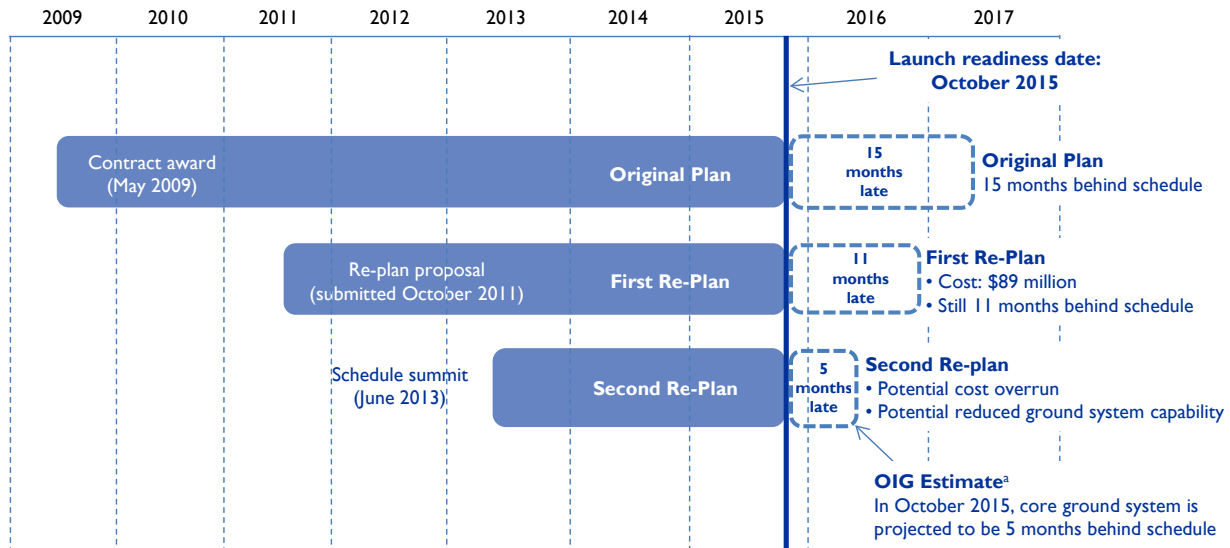 2009 2010 2011 2012 2013 2014 2015 2016 2017
Launch readiness date:
October 2015
Contract award
(May 2009)
Original Plan
15
months
late
Original Plan
15 months behind schedule
Re-plan proposal
(submitted October 2011)
First Re-Plan
11
months
late
First Re-Plan
• Cost: $89 million
• Still 11 months behind schedule
Schedule summit
(June 2013)
Second Re-Plan
5
months
late
Second Re-plan
• Potential cost overrun
• Potential reduced ground system capability
OIG Estimateᵃ
In October 2015, core ground system is
projected to be 5 months behind schedule